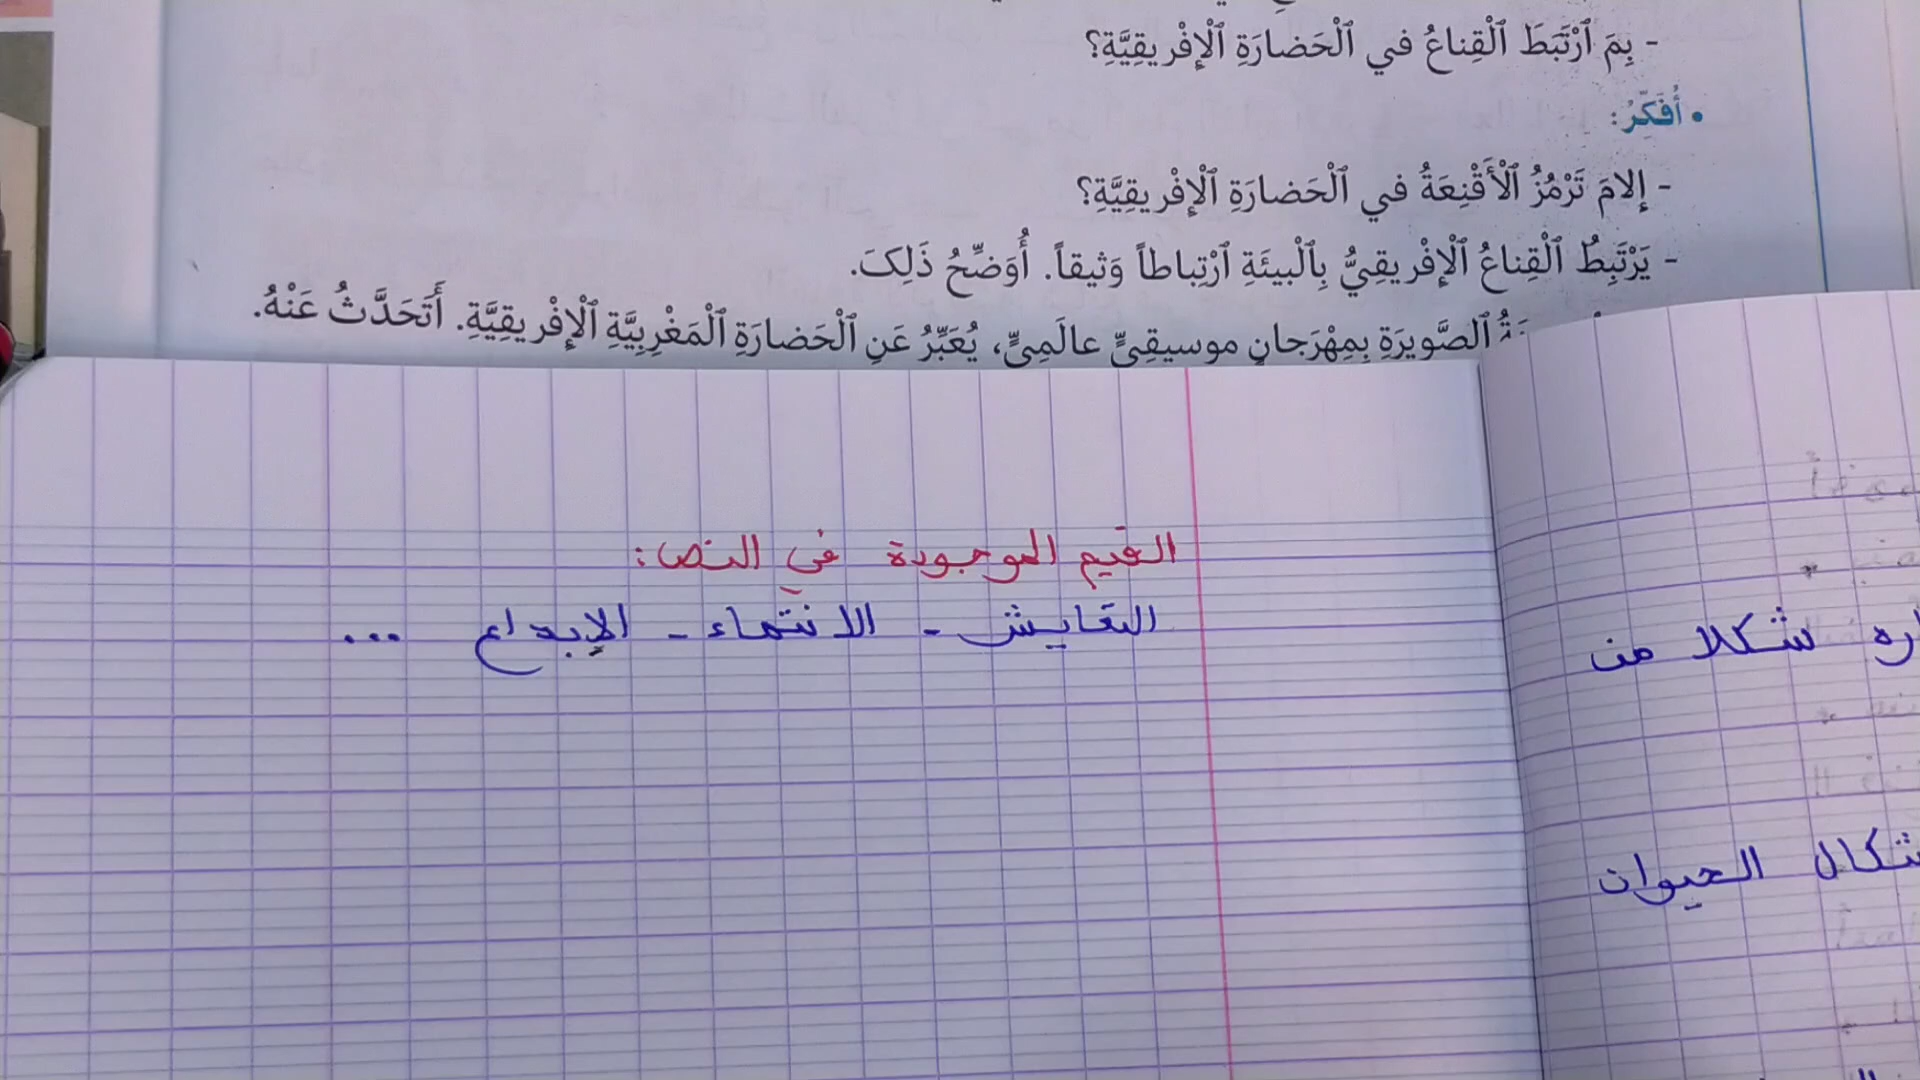 - بِمَ ٱرْتَبَطَ ٱلْقِناعُ في ٱلْحَضارَةِ ٱلْإِفْريقِيَّةِ؟
• أُفَكِّرُ:
- إِلامَ تَرْمُزُ ٱلْأَقْنِعَةُ في ٱلْحَضارَةِ ٱلْإِفْريقِيَّةِ؟
- يَرْتَبِطُ ٱلْقِناعُ ٱلْإِفْريقِيُّ بِٱلْبيئَةِ ٱرْتِباطاً وَثيقاً. أُوَضِّحُ ذَلِكَ.
ٱلصَّويرَةِ بِمِهْرَجانٍ موسيقِيٍّ عالَمِيٍّ، يُعَبِّرُ عَنِ ٱلْحَضارَةِ ٱلْمَغْرِبِيَّةِ ٱلْإِفْريقِيَّةِ. أَتَحَدَّثُ عَنْهُ.
القيم الموجودة في النص:
التعايش - الانتماء - الإبداع ...
شكلا من
الحيوان